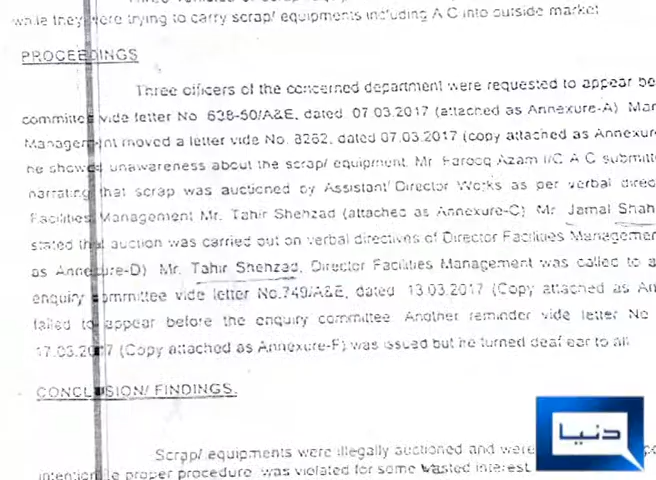 Three vehicles of scrap/
while they were trying to carry scrap/ equipments including A C into outside market
PROCEEDINGS
Three officers of the concerned department were requested to appear be
committee vide letter No. 638-50/A&E, dated 07.03.2017 (attached as Annexure-A) Ma
Management moved a letter vide No. 8262, dated 07.03.2017 (copy attached as Annexur
he showed unawareness about the scrap/ equipment. Mr. Farooq Azam I/C A C submitt
narrating that scrap was auctioned by Assistant Director Works as per verbal direc
Facilities Management Mr. Tahir Shehzad (attached as Annexure-C) Mr. Jamal Shah
stated that auction was carried out on verbal directives of Director Facilities Managemen
as Annexure-D) Mr. Tahir Shehzad, Director Facilities Management was called to a
enquiry committee vide letter No.749/A&E, dated 13.03.2017 (Copy attached as An
failed to appear before the enquiry committee Another reminder vide letter No
17.03.2017 (Copy attached as Annexure-F) was issued but he turned deaf ear to all
CONCLUSION/ FINDINGS.
Scrap/ equipments were illegally auctioned and were
proper procedure was violated for some wasted interest
دنیا